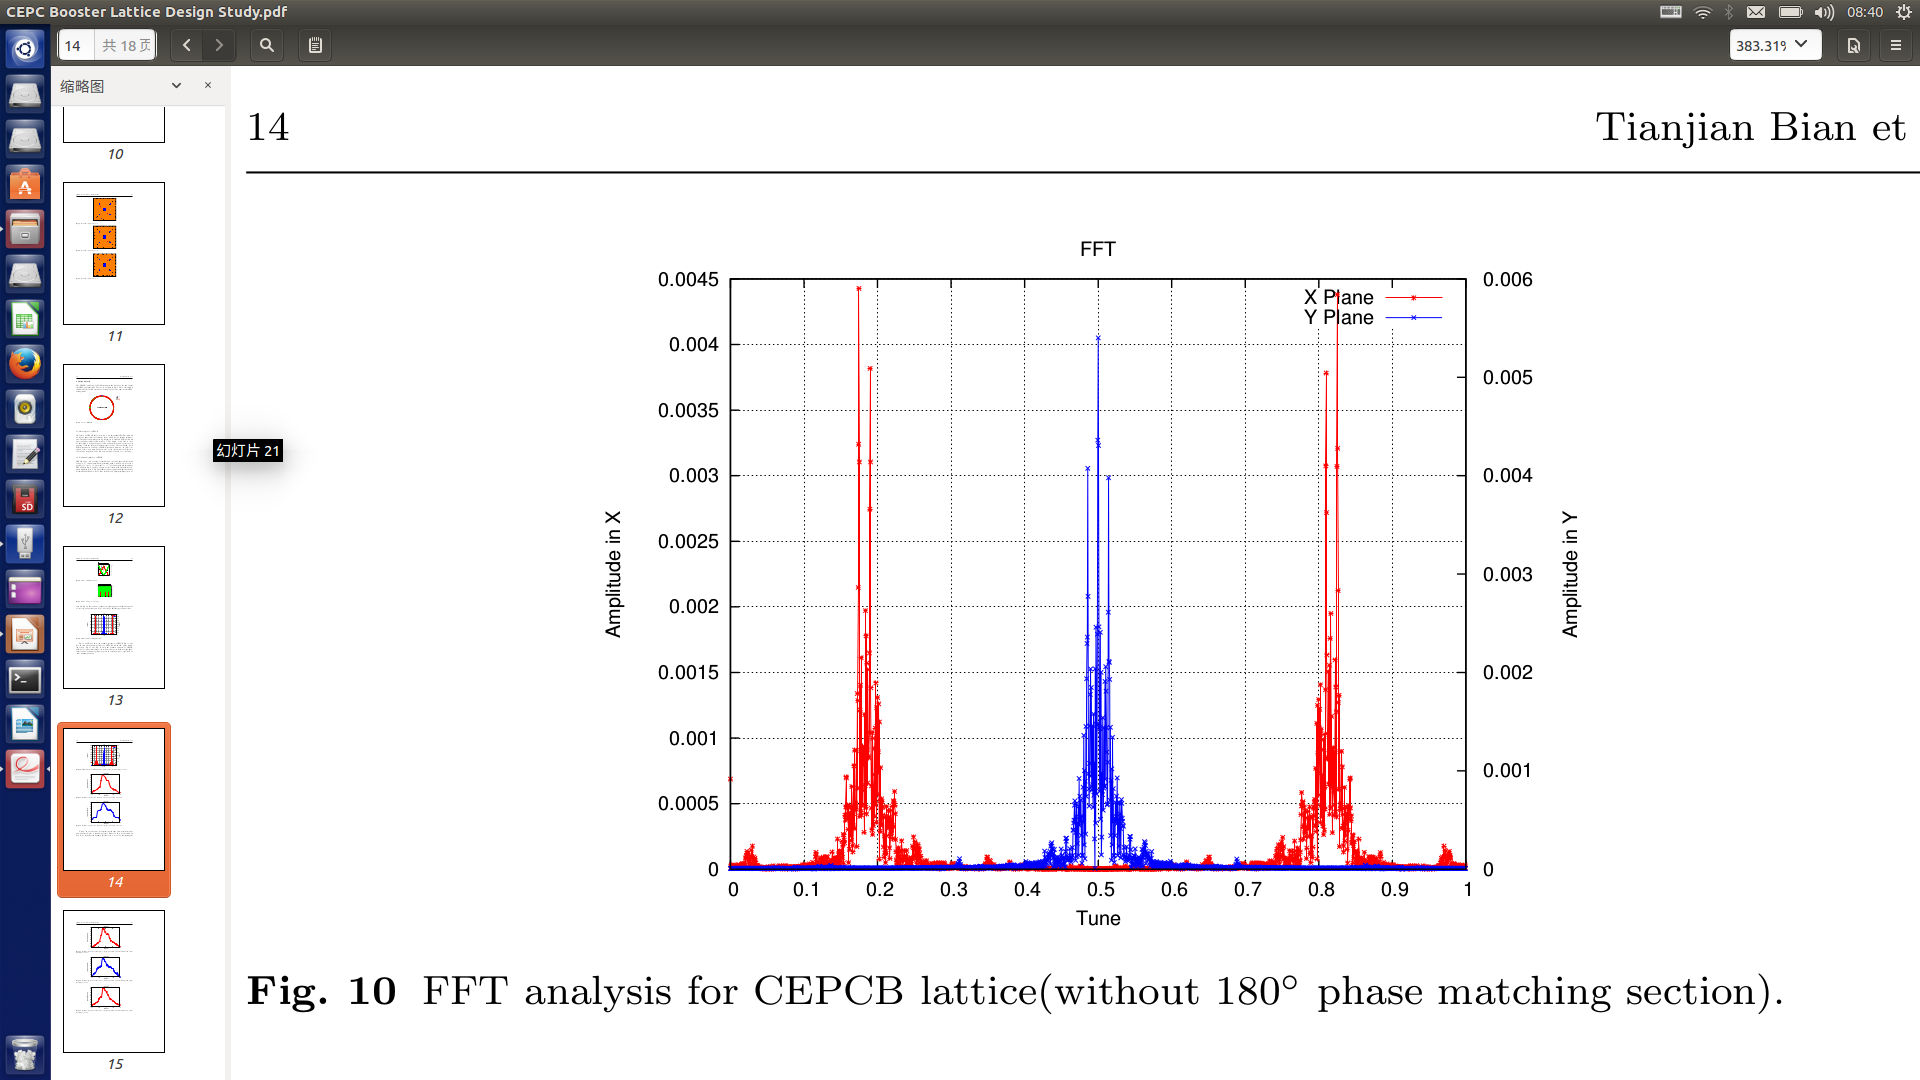 CEPC Booster Lattice Design Study.pdf
08:40
14
共 18 页
383.31%
缩略图
10
11
12
13
14
15
幻灯片 21
SD
14
Tianjian Bian et
FFT
X Plane
Y Plane
0.0045
0.004
0.0035
0.003
0.0025
0.002
0.0015
0.001
0.0005
0
Amplitude in X
0.006
0.005
0.004
0.003
0.002
0.001
0
Amplitude in Y
0 0.1 0.2 0.3 0.4 0.5 0.6 0.7 0.8 0.9 1
Tune
Fig. 10 FFT analysis for CEPCB lattice(without 180° phase matching section).